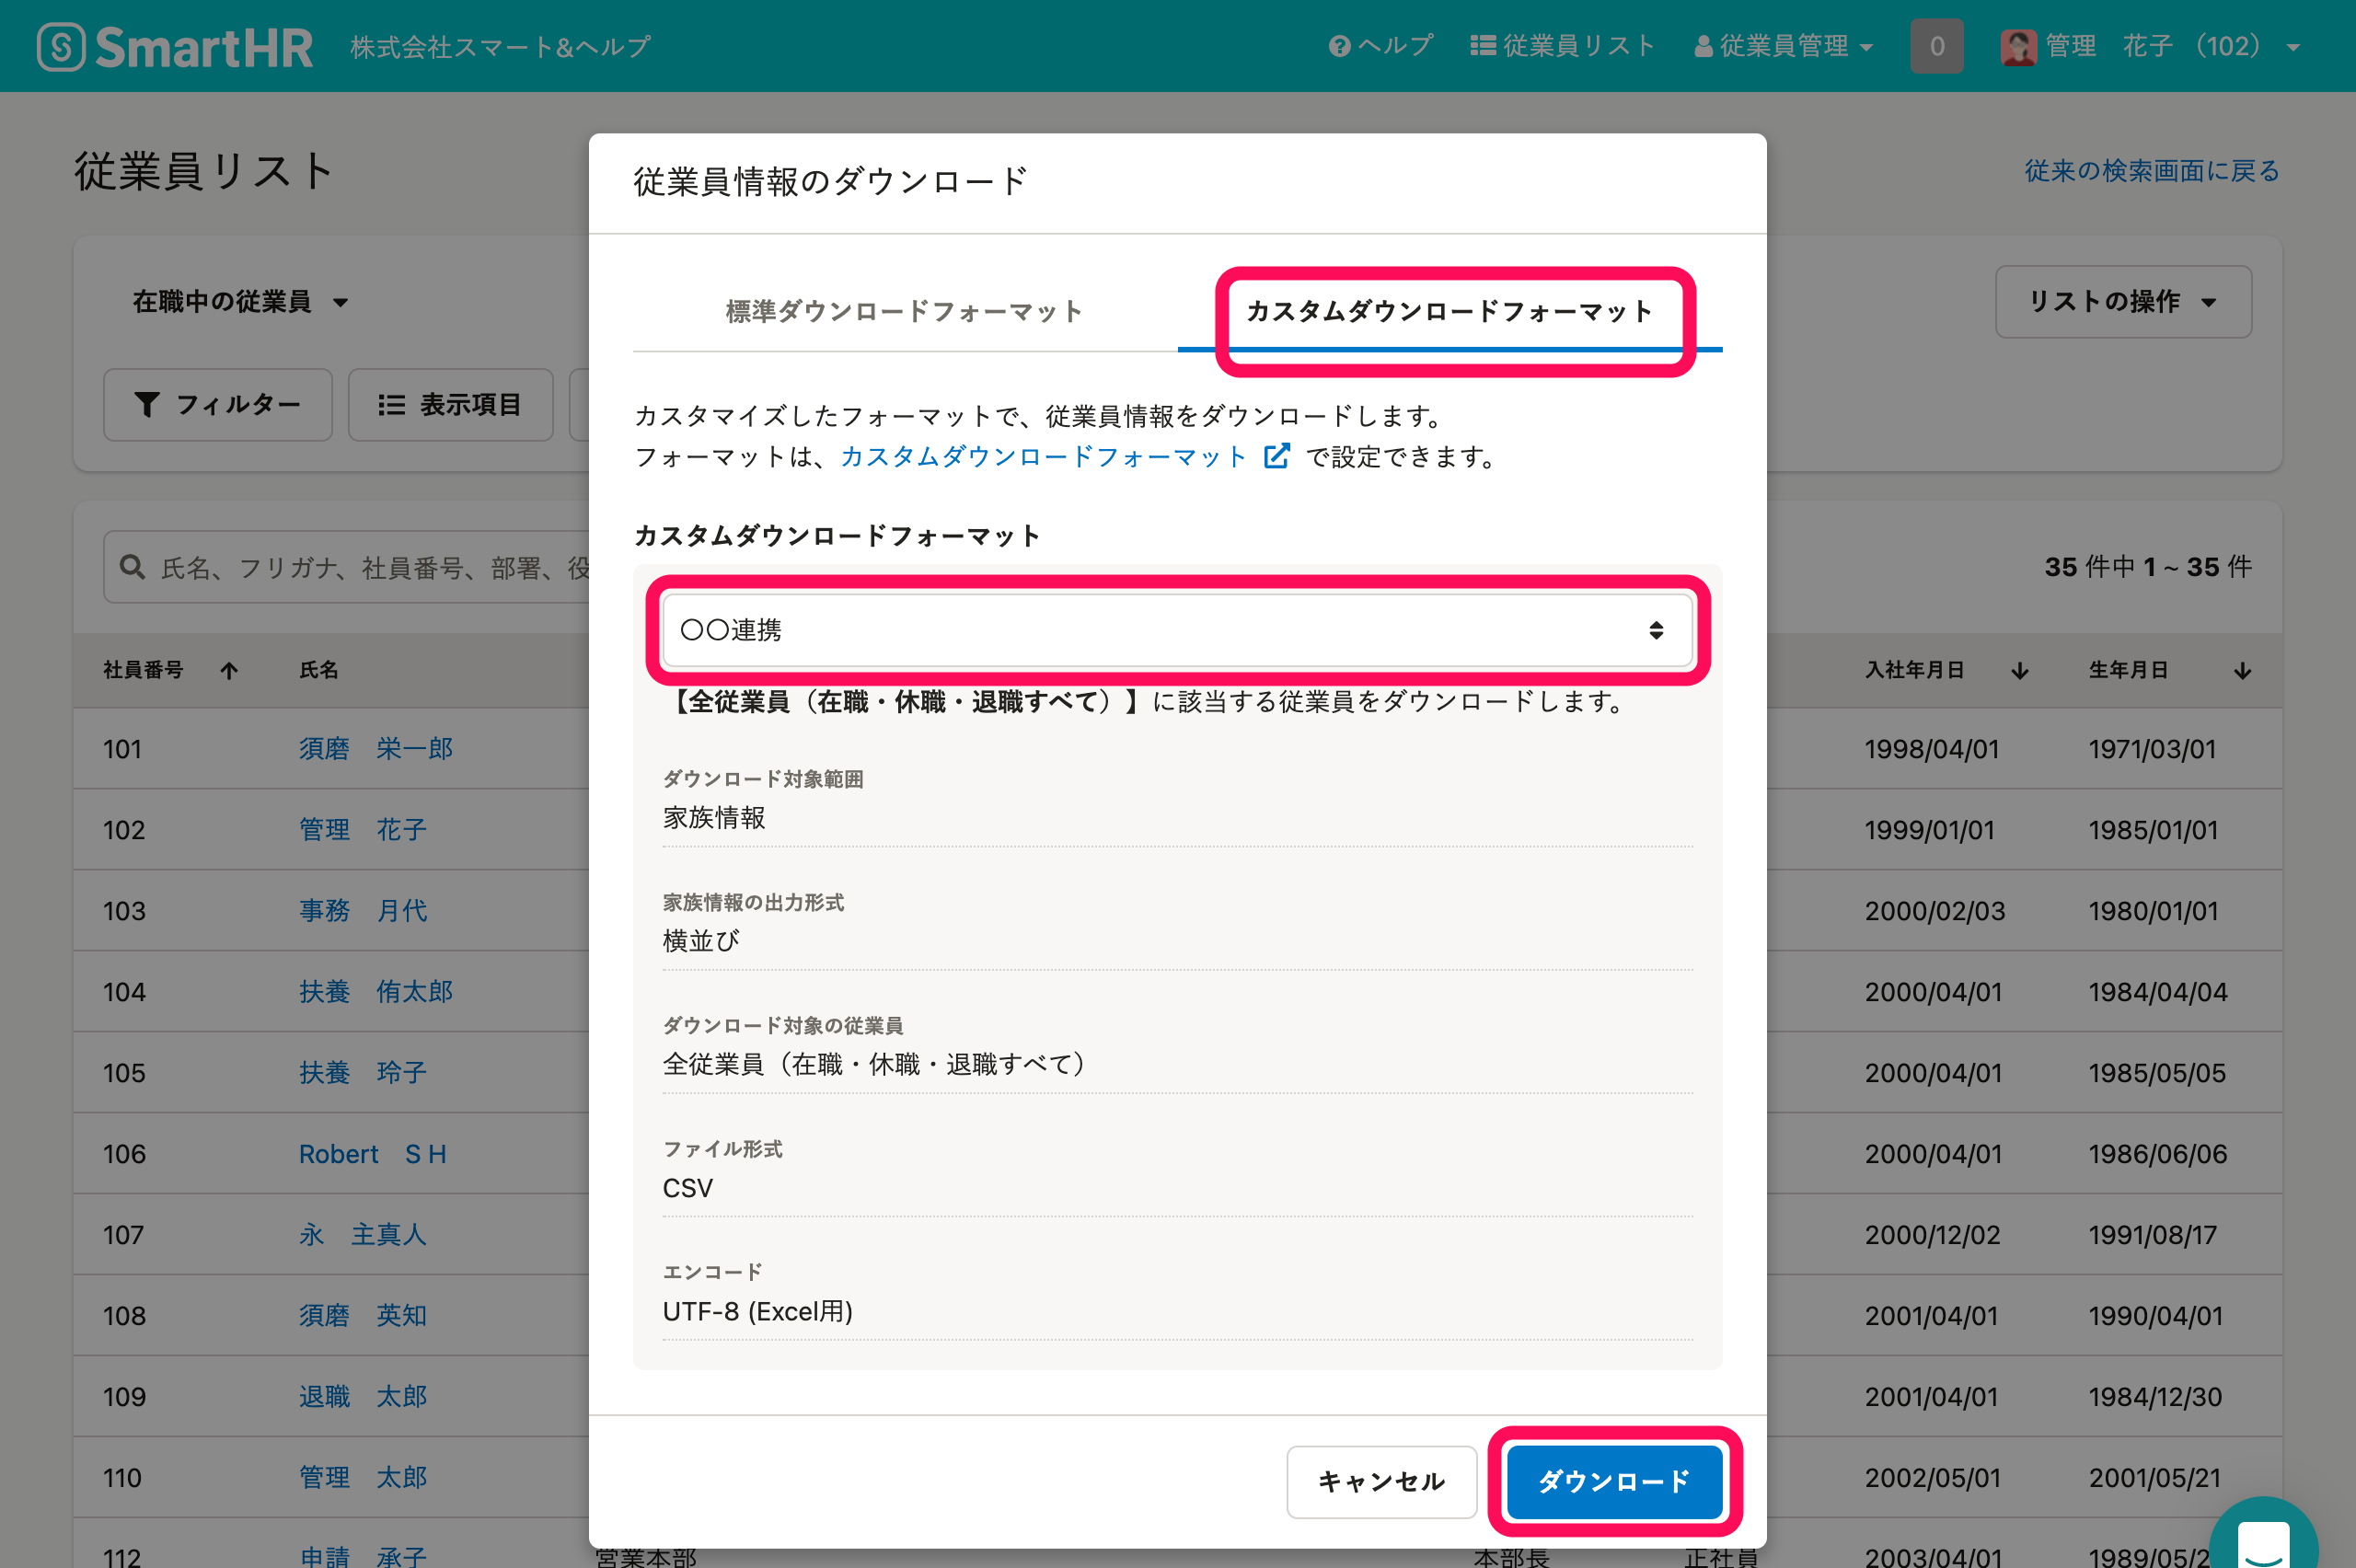 SmartHR 株式会社スマート&ヘルプ ヘルプ 従業員リスト 従業員管理 0 管理 花子 (102)
従業員リスト
従来の検索画面に戻る
在職中の従業員
リストの操作
フィルター 表示項目
氏名、フリガナ、社員番号、部署、役
35 件中 1 ~ 35 件
社員番号 氏名 入社年月日 生年月日
101 須磨 栄一郎 1998/04/01 1971/03/01
102 管理 花子 1999/01/01 1985/01/01
103 事務 月代 2000/02/03 1980/01/01
104 扶養 侑太郎 2000/04/01 1984/04/04
105 扶養 玲子 2000/04/01 1985/05/05
106 Robert S H 2000/04/01 1986/06/06
107 永 主真人 2000/12/02 1991/08/17
108 須磨 英知 2001/04/01 1990/04/01
109 退職 太郎 2001/04/01 1984/12/30
110 管理 太郎 2002/05/01 2001/05/21
112 申請 承子 営業本部 本部長 正社員 2003/04/01 1989/05/2
従業員情報のダウンロード
標準ダウンロードフォーマット カスタムダウンロードフォーマット
カスタマイズしたフォーマットで、従業員情報をダウンロードします。
フォーマットは、カスタムダウンロードフォーマット で設定できます。
カスタムダウンロードフォーマット
〇〇連携
【全従業員（在職・休職・退職すべて）】に該当する従業員をダウンロードします。
ダウンロード対象範囲
家族情報
家族情報の出力形式
横並び
ダウンロード対象の従業員
全従業員（在職・休職・退職すべて）
ファイル形式
CSV
エンコード
UTF-8 (Excel用)
キャンセル ダウンロード